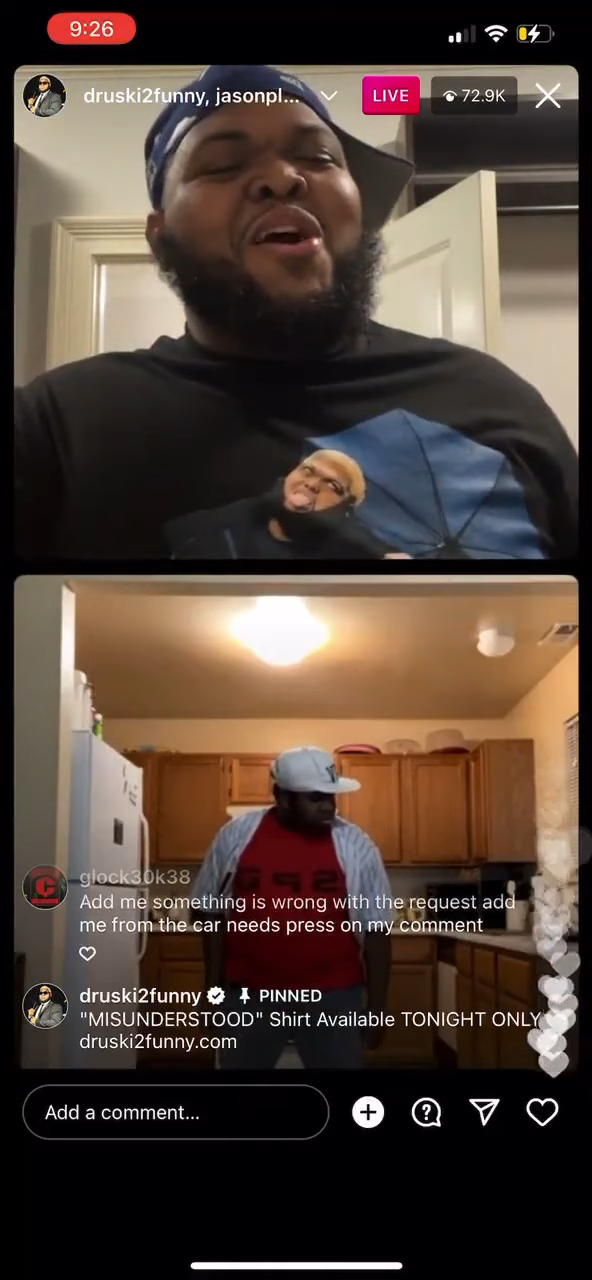 9:26
druski2funny, jasonpl...
LIVE
72.9K
glock30k38
Add me something is wrong with the request add
me from the car needs press on my comment
druski2funny PINNED
"MISUNDERSTOOD" Shirt Available TONIGHT ONLY
druski2funny.com
Add a comment...